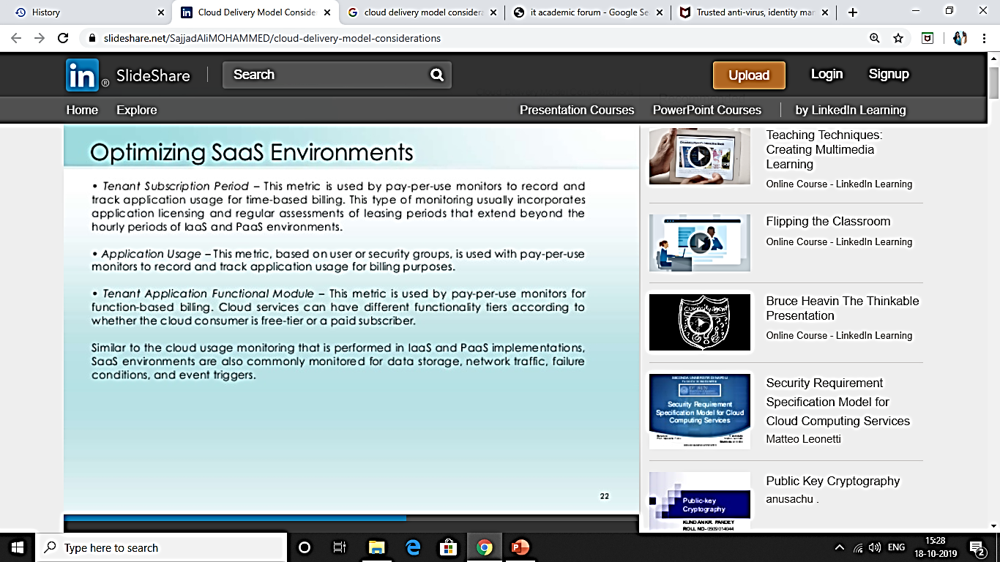 History
Cloud Delivery Model Conside
cloud delivery model considera
it academic forum - Google Se
Trusted anti-virus, identity mar
slideshare.net/SajjadAliMOHAMMED/cloud-delivery-model-considerations
in ® SlideShare
Search
Upload
Login
Signup
Home
Explore
Presentation Courses
PowerPoint Courses
by LinkedIn Learning
Optimizing SaaS Environments
• Tenant Subscription Period – This metric is used by pay-per-use monitors to record and
track application usage for time-based billing. This type of monitoring usually incorporates
application licensing and regular assessments of leasing periods that extend beyond the
hourly periods of IaaS and PaaS environments.
• Application Usage – This metric, based on user or security groups, is used with pay-per-use
monitors to record and track application usage for billing purposes.
• Tenant Application Functional Module – This metric is used by pay-per-use monitors for
function-based billing. Cloud services can have different functionality tiers according to
whether the cloud consumer is free-tier or a paid subscriber.
Similar to the cloud usage monitoring that is performed in IaaS and PaaS implementations,
SaaS environments are also commonly monitored for data storage, network traffic, failure
conditions, and event triggers.
22
Teaching Techniques:
Creating Multimedia
Learning
Online Course - LinkedIn Learning
Flipping the Classroom
Online Course - LinkedIn Learning
curiosity agent
Bruce Heavin The Thinkable
Presentation
Online Course - LinkedIn Learning
SECONDA UNIVERSITÀ DI NAPOLI
Security Requirement
Specification Model for Cloud
Computing Services
Security Requirement
Specification Model for
Cloud Computing Services
Matteo Leonetti
Public-key
Cryptography
KUNDAN KR. PANDEY
Public Key Cryptography
anusachu .
Type here to search
ENG
15:28
18-10-2019
2